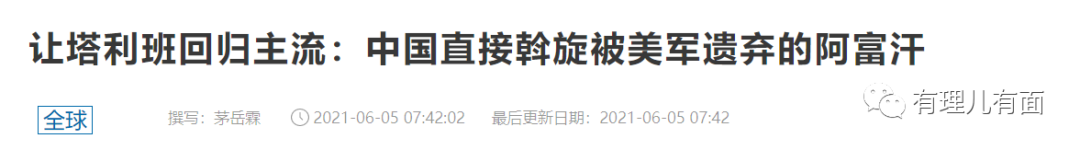 让塔利班回归主流：中国直接斡旋被美军遗弃的阿富汗
全球 撰写：茅岳霖 2021-06-05 07:42:02 最后更新日期：2021-06-05 07:42
有理儿有面